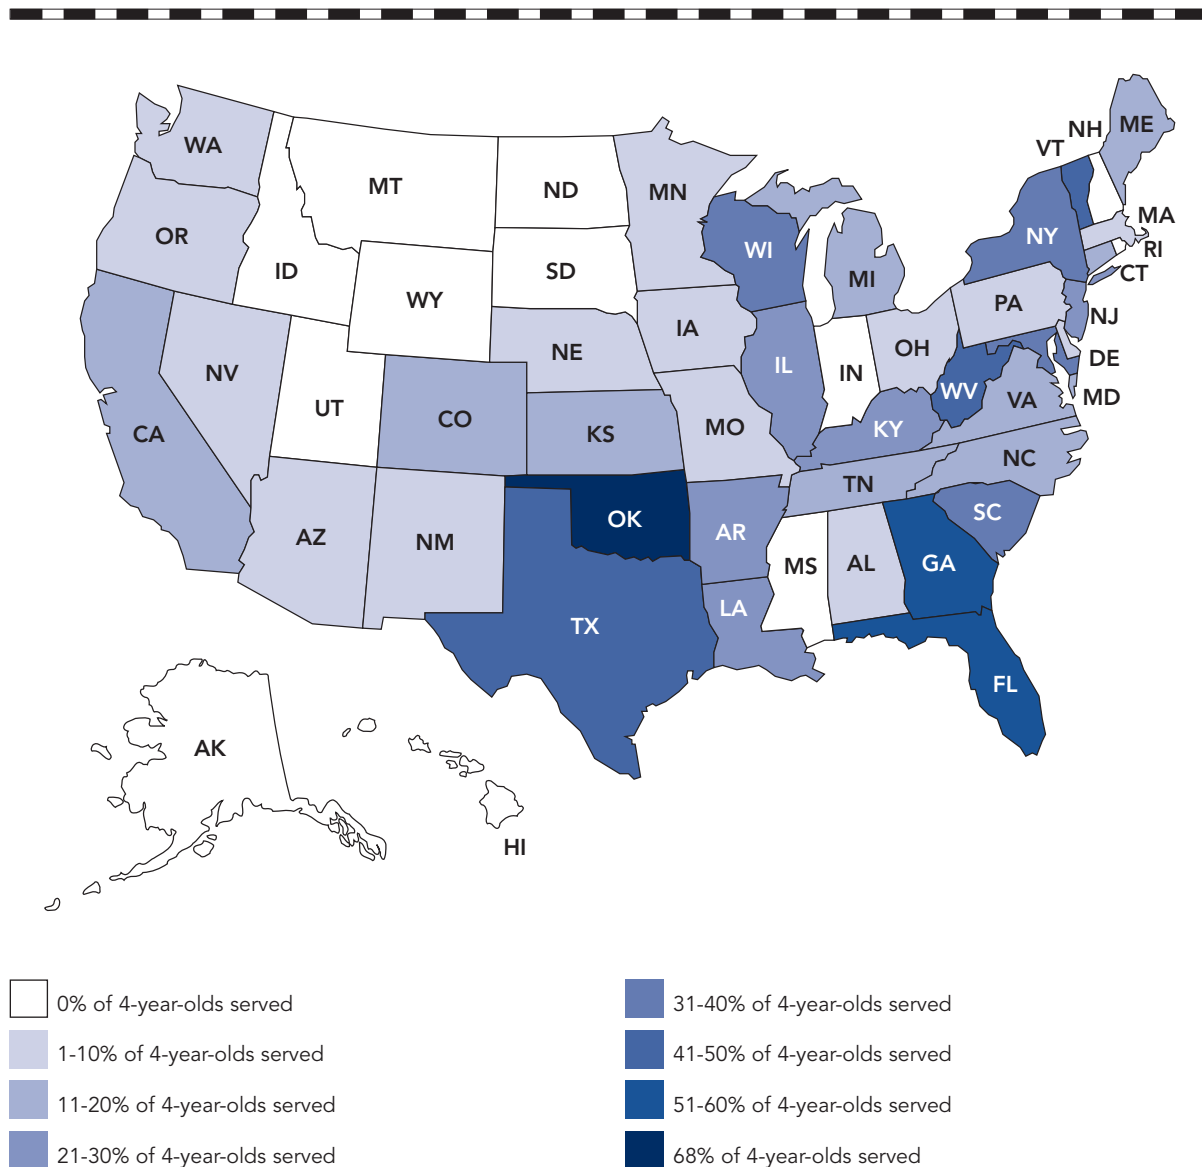 NH
ME
VT
WA
MT
ND
MN
MA
OR
NY
RI
WI
ID
SD
CT
MI
WY
PA
NJ
IA
OH
NE
DE
IL
IN
NV
WV
MD
UT
CO
VA
MO
KS
KY
CA
NC
TN
SC
OK
AR
AZ
NM
MS
AL
GA
LA
TX
FL
AK
HI
0% of 4-year-olds served
1-10% of 4-year-olds served
11-20% of 4-year-olds served
21-30% of 4-year-olds served
31-40% of 4-year-olds served
41-50% of 4-year-olds served
51-60% of 4-year-olds served
68% of 4-year-olds served